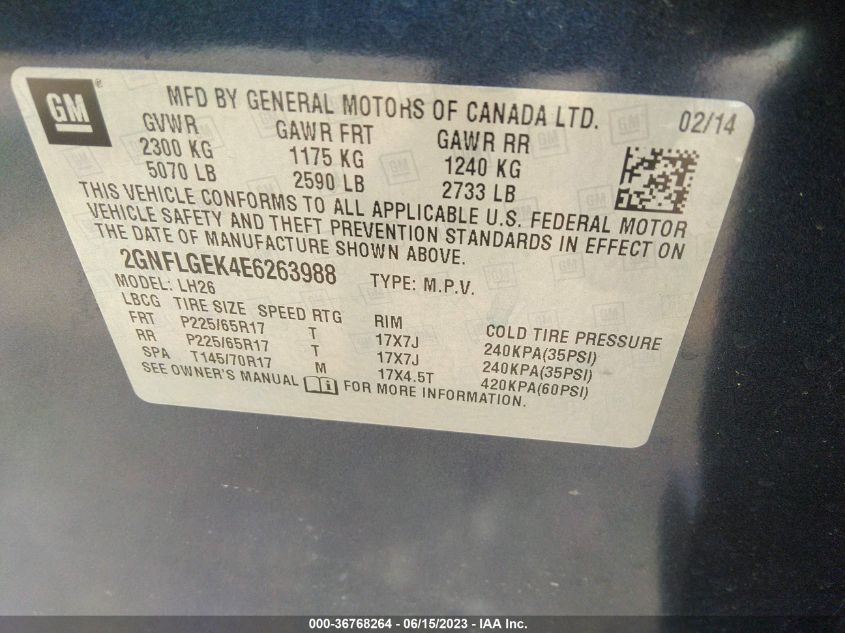 GM ®
MFD BY GENERAL MOTORS OF CANADA LTD. 02/14
GVWR GAWR FRT GAWR RR
2300 KG 1175 KG 1240 KG
5070 LB 2590 LB 2733 LB
THIS VEHICLE CONFORMS TO ALL APPLICABLE U.S. FEDERAL MOTOR
VEHICLE SAFETY AND THEFT PREVENTION STANDARDS IN EFFECT ON
THE DATE OF MANUFACTURE SHOWN ABOVE.
2GNFLGEK4E6263988 TYPE: M.P.V.
MODEL: LH26
LBCG TIRE SIZE SPEED RTG RIM COLD TIRE PRESSURE
FRT P225/65R17 T 17X7J 240KPA(35PSI)
RR P225/65R17 T 17X7J 240KPA(35PSI)
SPA T145/70R17 M 17X4.5T 420KPA(60PSI)
SEE OWNER'S MANUAL FOR MORE INFORMATION.
000-36768264 - 06/15/2023 - IAA Inc.